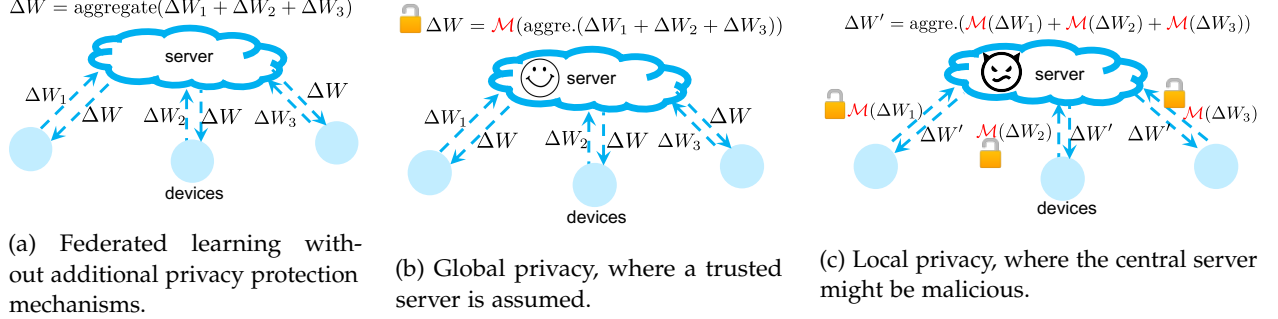 ΔW = aggregate(ΔW₁ + ΔW₂ + ΔW₃)
server
ΔW₁
ΔW
ΔW₂
ΔW
ΔW₃
ΔW
devices
(a) Federated learning with-
out additional privacy protection
mechanisms.
ΔW = M(aggre.(ΔW₁ + ΔW₂ + ΔW₃))
server
ΔW₁
ΔW
ΔW₂
ΔW
ΔW₃
ΔW
devices
(b) Global privacy, where a trusted
server is assumed.
ΔW′ = aggre.(M(ΔW₁) + M(ΔW₂) + M(ΔW₃))
server
M(ΔW₁)
ΔW′
M(ΔW₂)
ΔW′
ΔW′
M(ΔW₃)
devices
(c) Local privacy, where the central server
might be malicious.